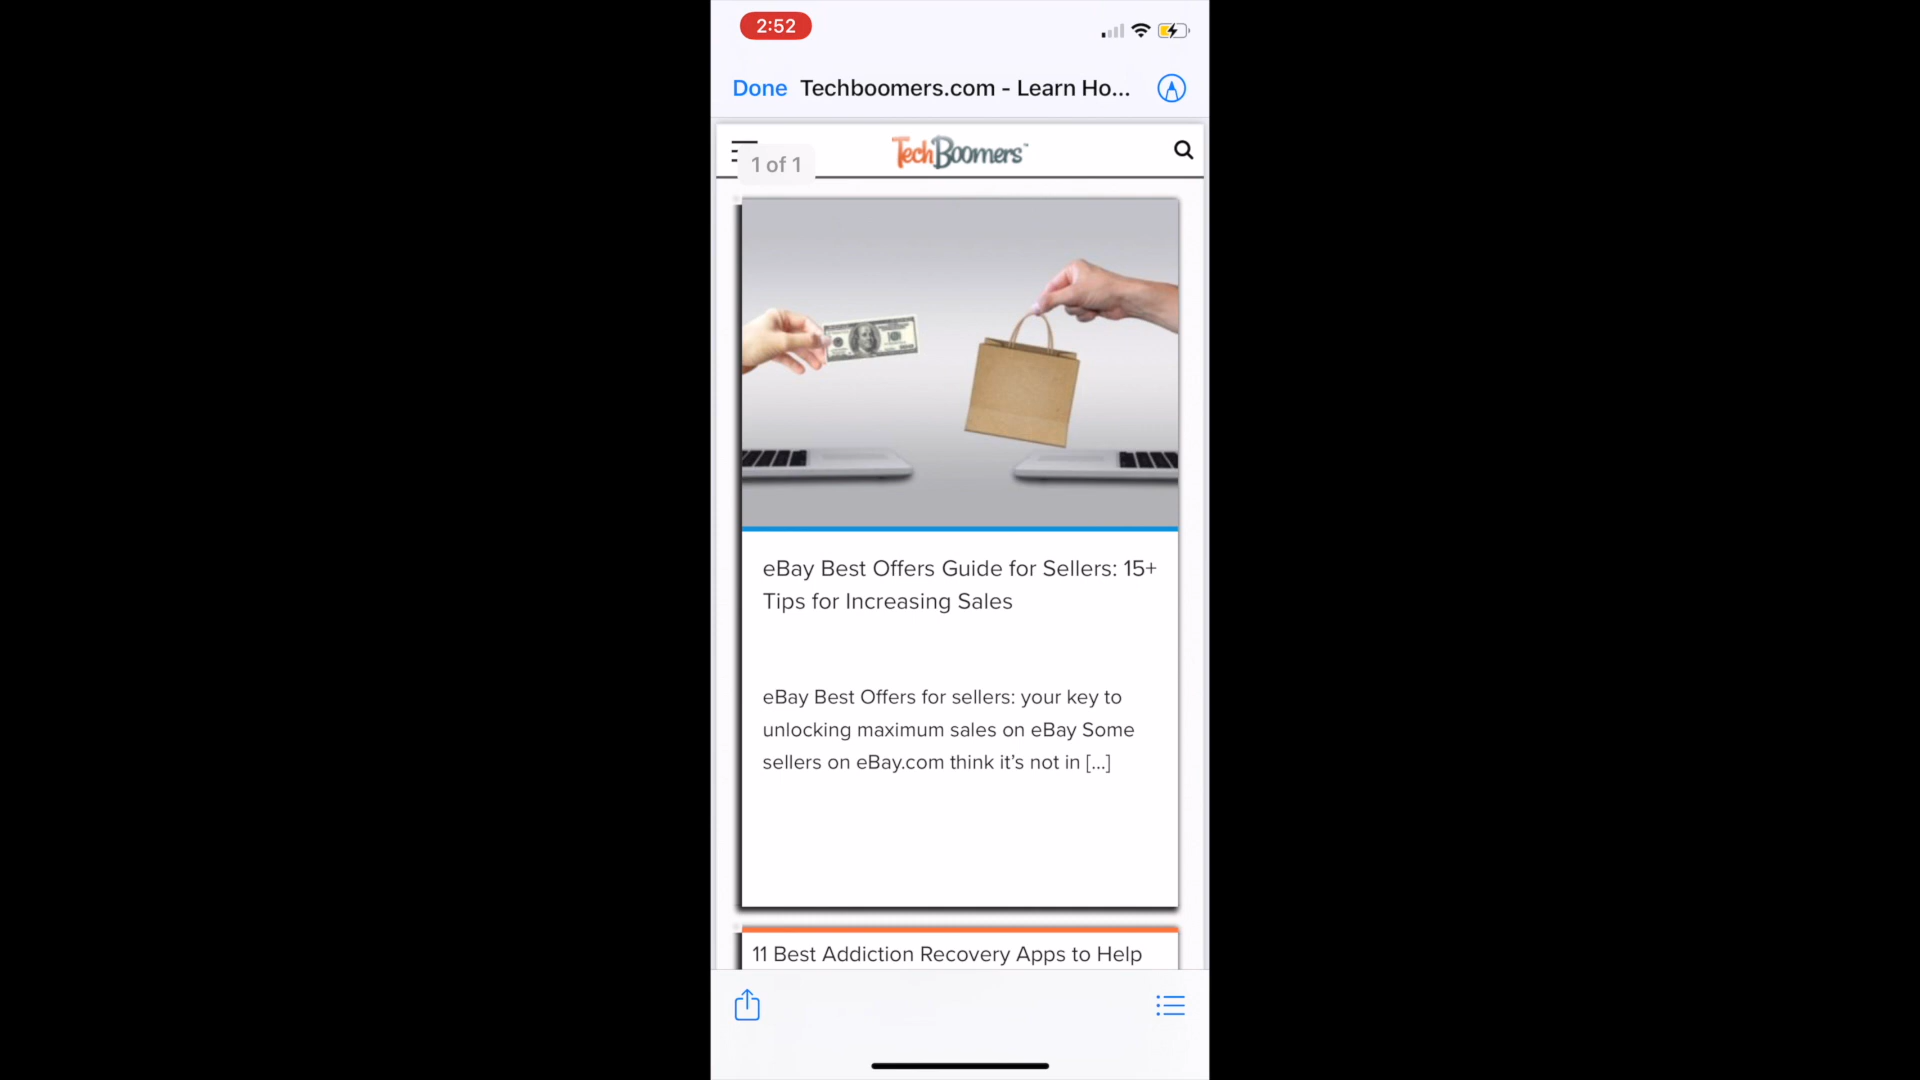 2:52
Done Techboomers.com - Learn Ho...
TechBoomers™
1 of 1
eBay Best Offers Guide for Sellers: 15+
Tips for Increasing Sales
eBay Best Offers for sellers: your key to
unlocking maximum sales on eBay Some
sellers on eBay.com think it’s not in [...]
11 Best Addiction Recovery Apps to Help